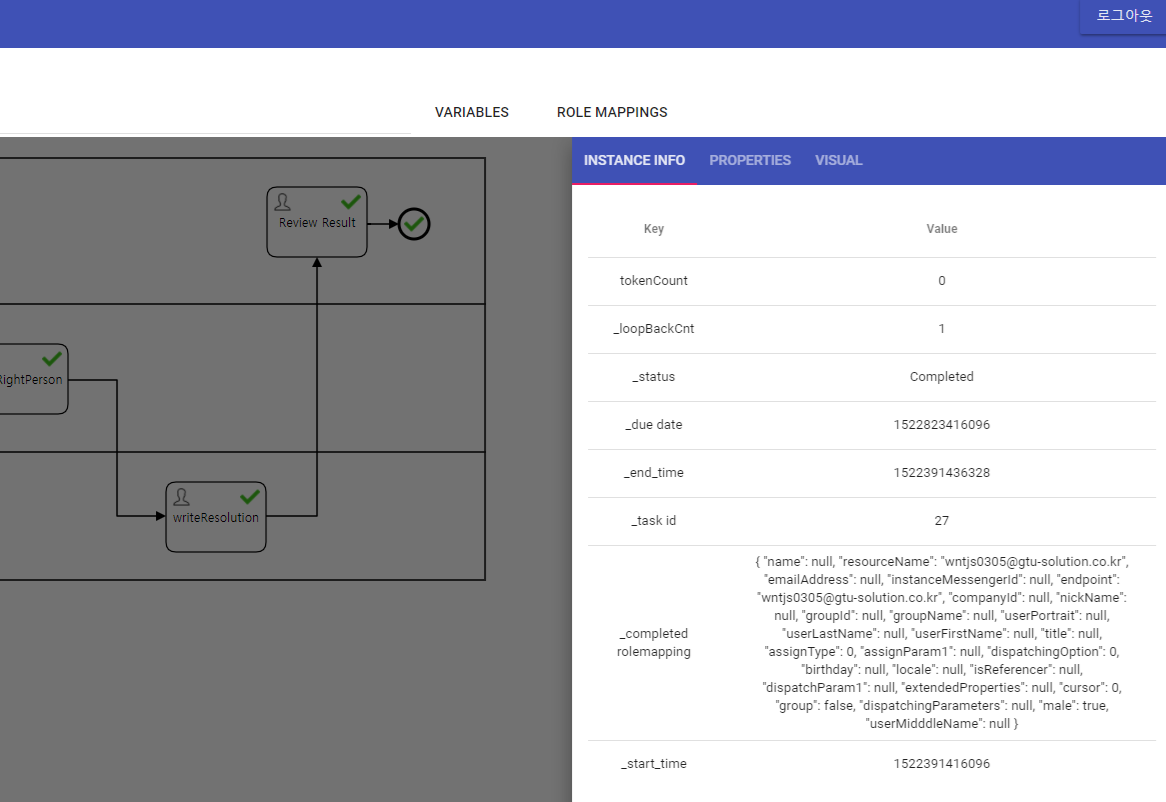 로그아웃
VARIABLES
ROLE MAPPINGS
INSTANCE INFO
PROPERTIES
VISUAL
Review Result
RightPerson
writeResolution
Key
Value
tokenCount
0
_loopBackCnt
1
_status
Completed
_due date
1522823416096
_end_time
1522391436328
_task id
27
_completed
rolemapping
{ "name": null, "resourceName": "wntjs0305@gtu-solution.co.kr",
"emailAddress": null, "instanceMessengerId": null, "endpoint":
"wntjs0305@gtu-solution.co.kr", "companyId": null, "nickName":
null, "groupId": null, "groupName": null, "userPortrait": null,
"userLastName": null, "userFirstName": null, "title": null,
"assignType": 0, "assignParam1": null, "dispatchingOption": 0,
"birthday": null, "locale": null, "isReferencer": null,
"dispatchParam1": null, "extendedProperties": null, "cursor": 0,
"group": false, "dispatchingParameters": null, "male": true,
"userMidddleName": null }
_start_time
1522391416096